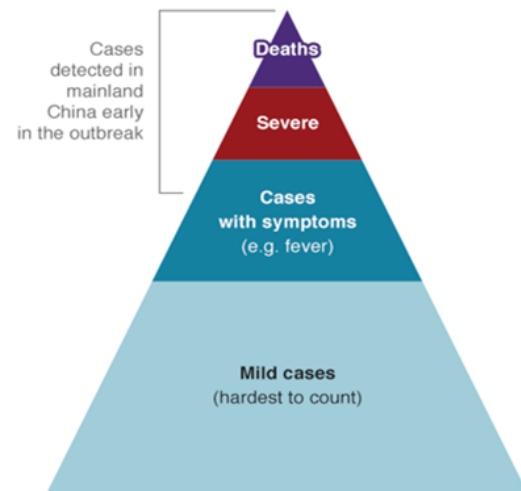 Cases
detected in
mainland
China early
in the outbreak
Deaths
Severe
Cases
with symptoms
(e.g. fever)
Mild cases
(hardest to count)